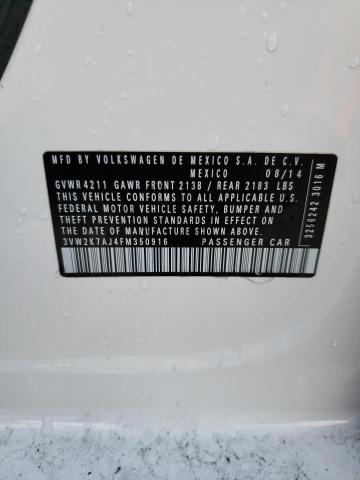 MFD BY VOLKSWAGEN DE MEXICO S.A. DE C.V.
MEXICO 08/14
GVWR 4211 GAWR FRONT 2138 / REAR 2183 LBS
THIS VEHICLE CONFORMS TO ALL APPLICABLE U.S.
FEDERAL MOTOR VEHICLE SAFETY, BUMPER AND
THEFT PREVENTION STANDARDS IN EFFECT ON
THE DATE OF MANUFACTURE SHOWN ABOVE.
3VW2K7AJ4FM350916 PASSENGER CAR
3256242 3016 M